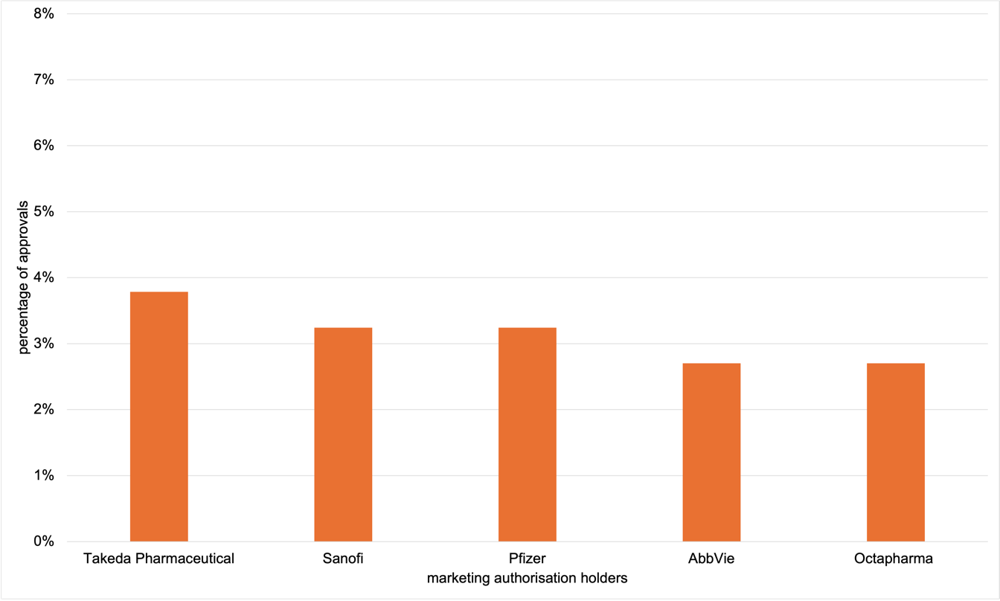 8%
7%
6%
5%
4%
3%
2%
1%
0%
percentage of approvals
Takeda Pharmaceutical
Sanofi
Pfizer
AbbVie
Octapharma
marketing authorisation holders